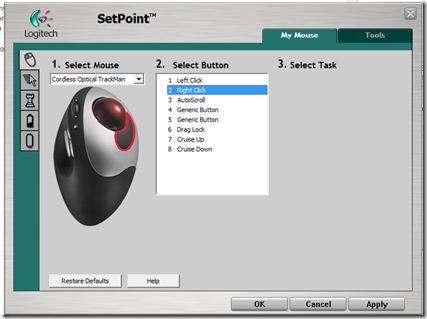 Logitech
SetPoint™
My Mouse
Tools
1. Select Mouse
2. Select Button
3. Select Task
Cordless Optical TrackMan
1 Left Click
2 Right Click
3 AutoScroll
4 Generic Button
5 Generic Button
6 Drag Lock
7 Cruise Up
8 Cruise Down
Restore Defaults
Help
OK
Cancel
Apply